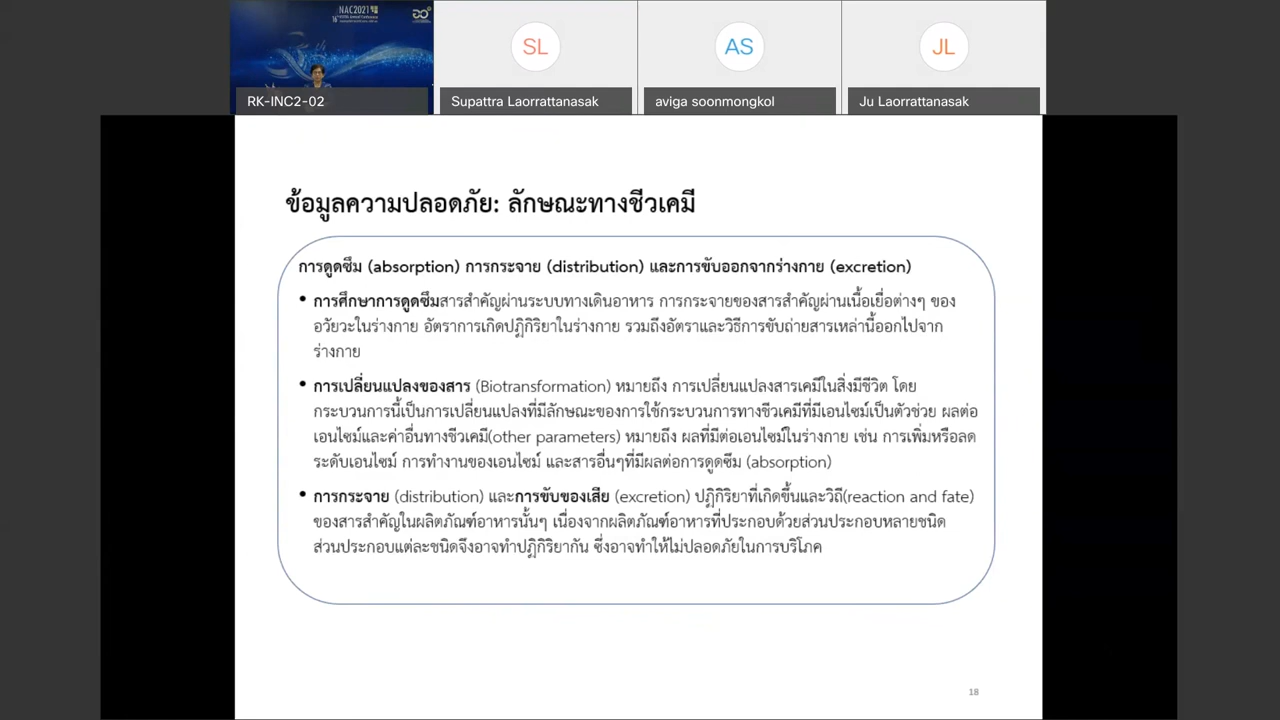 NAC2021
RK-INC2-02
SL
Supattra Laorrattanasak
AS
aviga soonmongkol
JL
Ju Laorrattanasak
ข้อมูลความปลอดภัย: ลักษณะทางชีวเคมี
การดูดซึม (absorption) การกระจาย (distribution) และการขับออกจากร่างกาย (excretion)
• การศึกษาการดูดซึมสารสำคัญผ่านระบบทางเดินอาหาร การกระจายของสารสำคัญผ่านเนื้อเยื่อต่างๆ ของ
อวัยวะในร่างกาย อัตราการเกิดปฏิกิริยาในร่างกาย รวมถึงอัตราและวิธีการขับถ่ายสารเหล่านี้ออกไปจาก
ร่างกาย
• การเปลี่ยนแปลงของสาร (Biotransformation) หมายถึง การเปลี่ยนแปลงสารเคมีในสิ่งมีชีวิต โดย
กระบวนการนี้เป็นการเปลี่ยนแปลงที่มีลักษณะของการใช้กระบวนการทางชีวเคมีที่มีเอนไซม์เป็นตัวช่วย ผลต่อ
เอนไซม์และค่าอื่นทางชีวเคมี(other parameters) หมายถึง ผลที่มีต่อเอนไซม์ในร่างกาย เช่น การเพิ่มหรือลด
ระดับเอนไซม์ การทำงานของเอนไซม์ และสารอื่นๆที่มีผลต่อการดูดซึม (absorption)
• การกระจาย (distribution) และการขับของเสีย (excretion) ปฏิกิริยาที่เกิดขึ้นและวิถี(reaction and fate)
ของสารสำคัญในผลิตภัณฑ์อาหารนั้นๆ เนื่องจากผลิตภัณฑ์อาหารที่ประกอบด้วยส่วนประกอบหลายชนิด
ส่วนประกอบแต่ละชนิดจึงอาจทำปฏิกิริยากัน ซึ่งอาจทำให้ไม่ปลอดภัยในการบริโภค
18